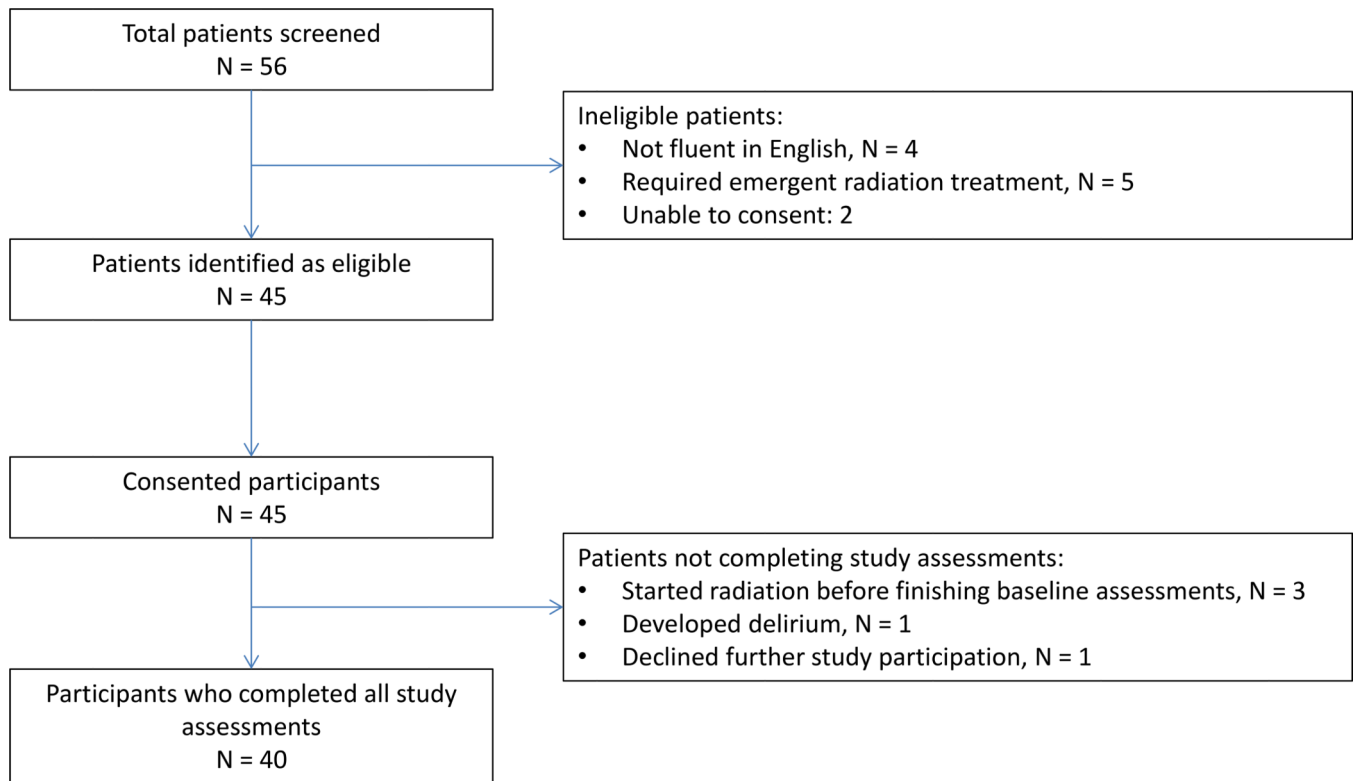 Total patients screened
N = 56
Ineligible patients:
• Not fluent in English, N = 4
• Required emergent radiation treatment, N = 5
• Unable to consent: 2
Patients identified as eligible
N = 45
Consented participants
N = 45
Patients not completing study assessments:
• Started radiation before finishing baseline assessments, N = 3
• Developed delirium, N = 1
• Declined further study participation, N = 1
Participants who completed all study
assessments
N = 40